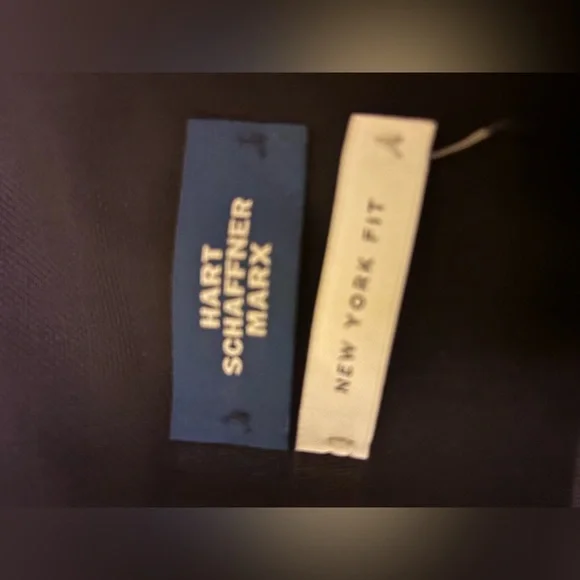 HART
SCHAFFNER
MARX
NEW YORK FIT